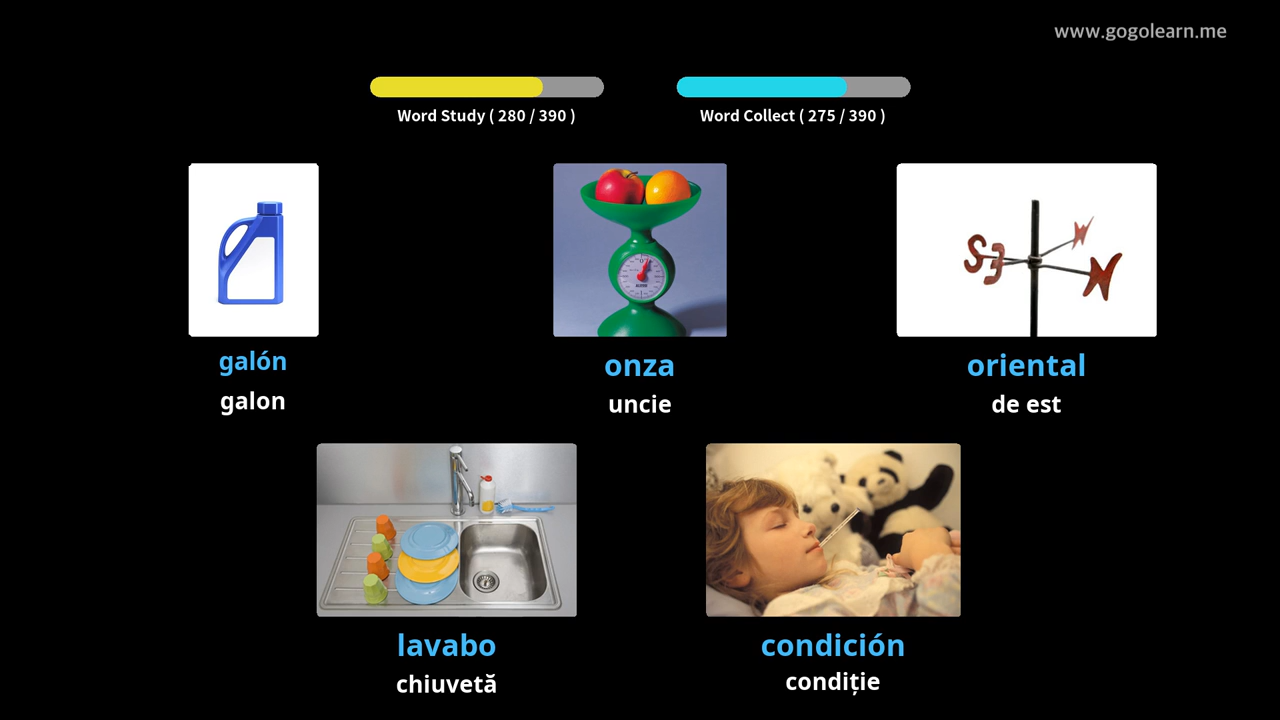 www.gogolearn.me
Word Study ( 280 / 390 )
Word Collect ( 275 / 390 )
galón
galon
onza
uncie
S E N W
oriental
de est
lavabo
chiuvetă
condición
condiție